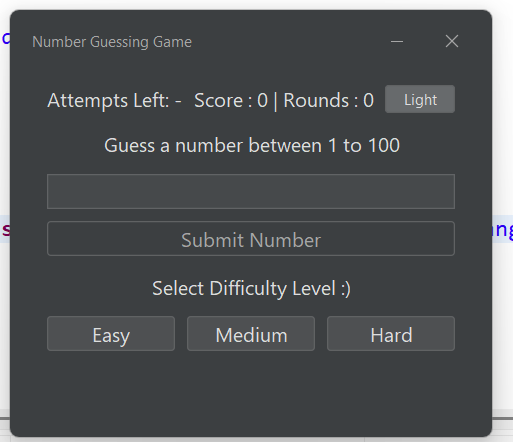 Number Guessing Game
Attempts Left: - Score : 0 | Rounds : 0 Light
Guess a number between 1 to 100
Submit Number
Select Difficulty Level :)
Easy Medium Hard